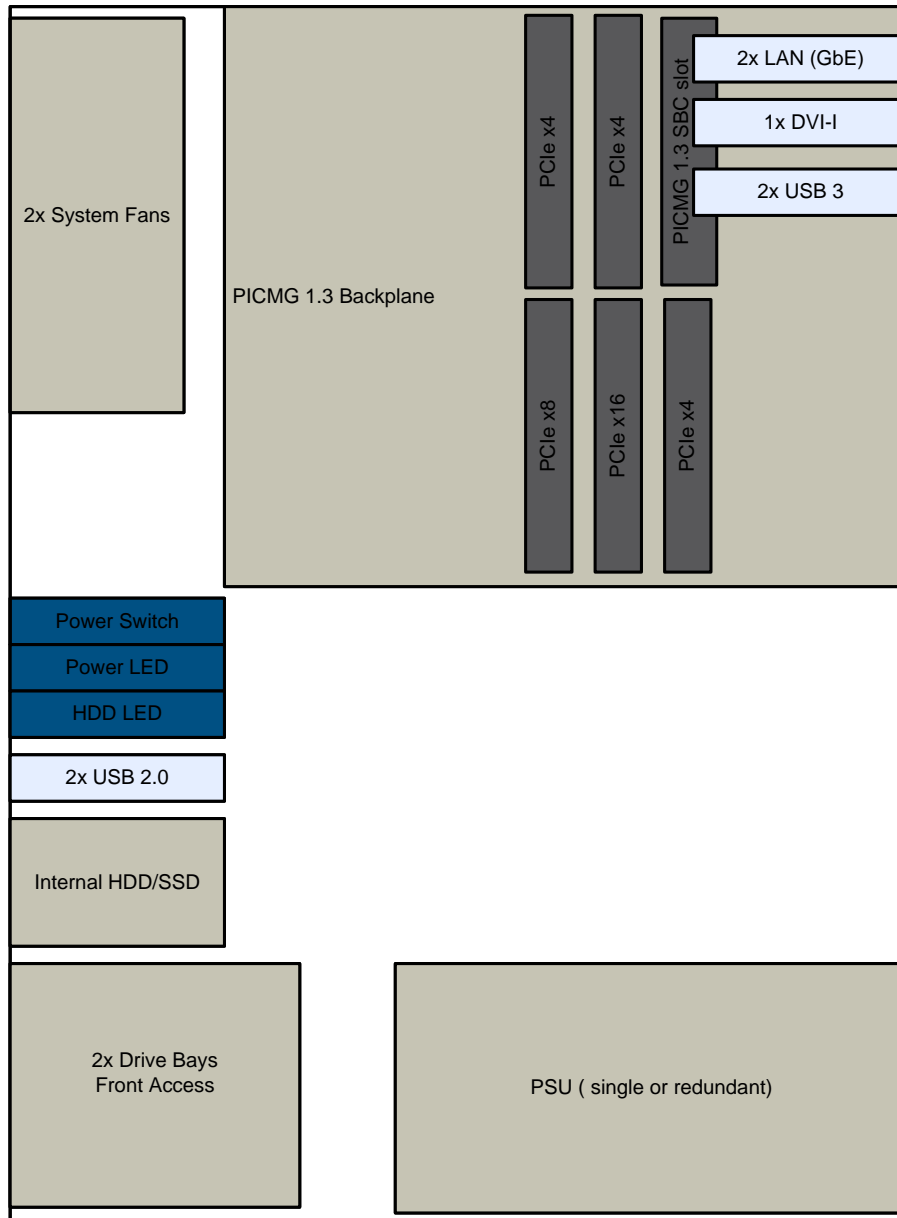 2x System Fans
PICMG 1.3 Backplane
PCIe x4
PCIe x4
PICMG 1.3 SBC slot
2x LAN (GbE)
1x DVI-I
2x USB 3
PCIe x8
PCIe x16
PCIe x4
Power Switch
Power LED
HDD LED
2x USB 2.0
Internal HDD/SSD
2x Drive Bays
Front Access
PSU ( single or redundant)